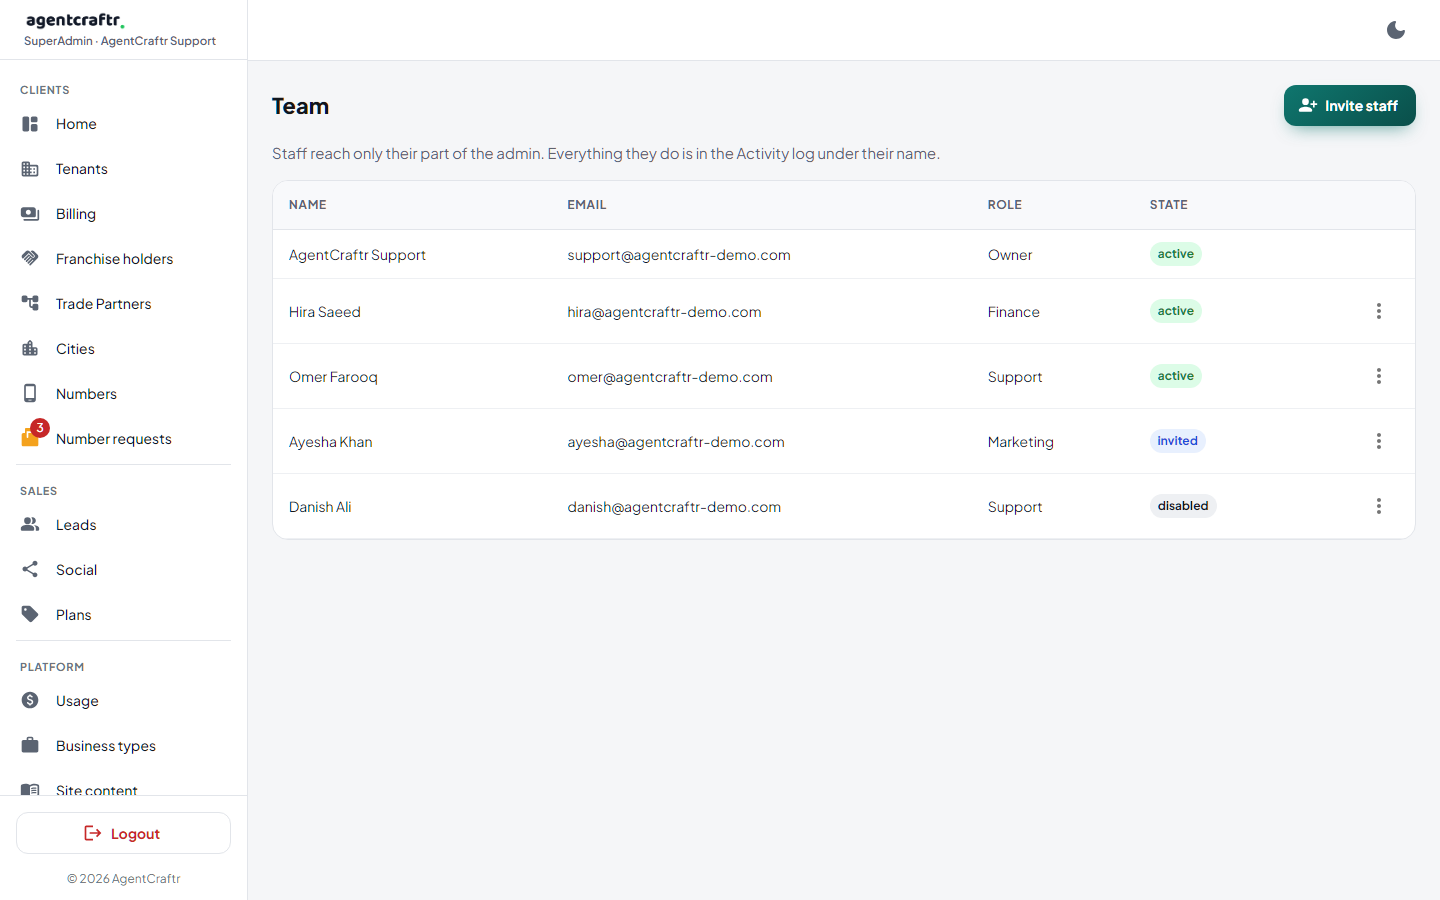 agentcraftr.
SuperAdmin · AgentCraftr Support
CLIENTS
Home
Tenants
Billing
Franchise holders
Trade Partners
Cities
Numbers
3
Number requests
SALES
Leads
Social
Plans
PLATFORM
Usage
Business types
Site content
Logout
© 2026 AgentCraftr
Team
Invite staff
Staff reach only their part of the admin. Everything they do is in the Activity log under their name.
NAME EMAIL ROLE STATE
AgentCraftr Support support@agentcraftr-demo.com Owner active
Hira Saeed hira@agentcraftr-demo.com Finance active
Omer Farooq omer@agentcraftr-demo.com Support active
Ayesha Khan ayesha@agentcraftr-demo.com Marketing invited
Danish Ali danish@agentcraftr-demo.com Support disabled